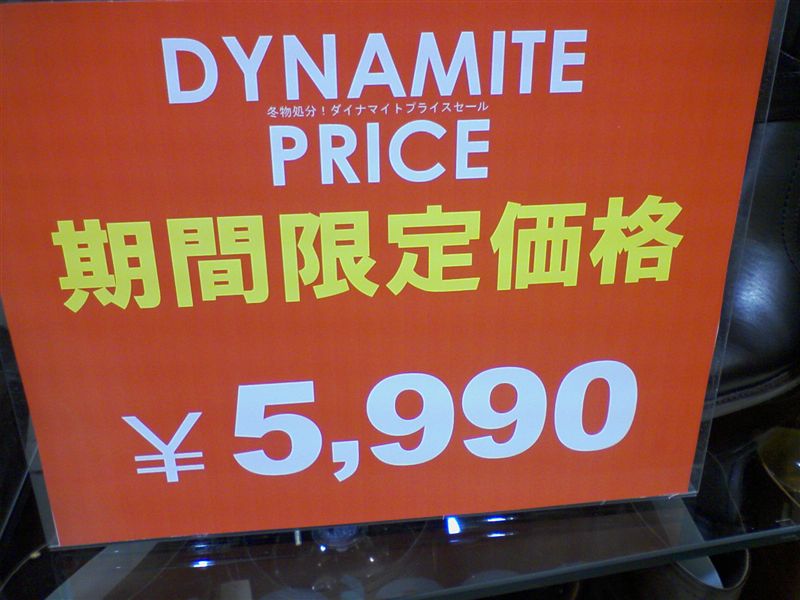 DYNAMITE
冬物処分！ダイナマイトプライスセール
PRICE
期間限定価格
¥5,990